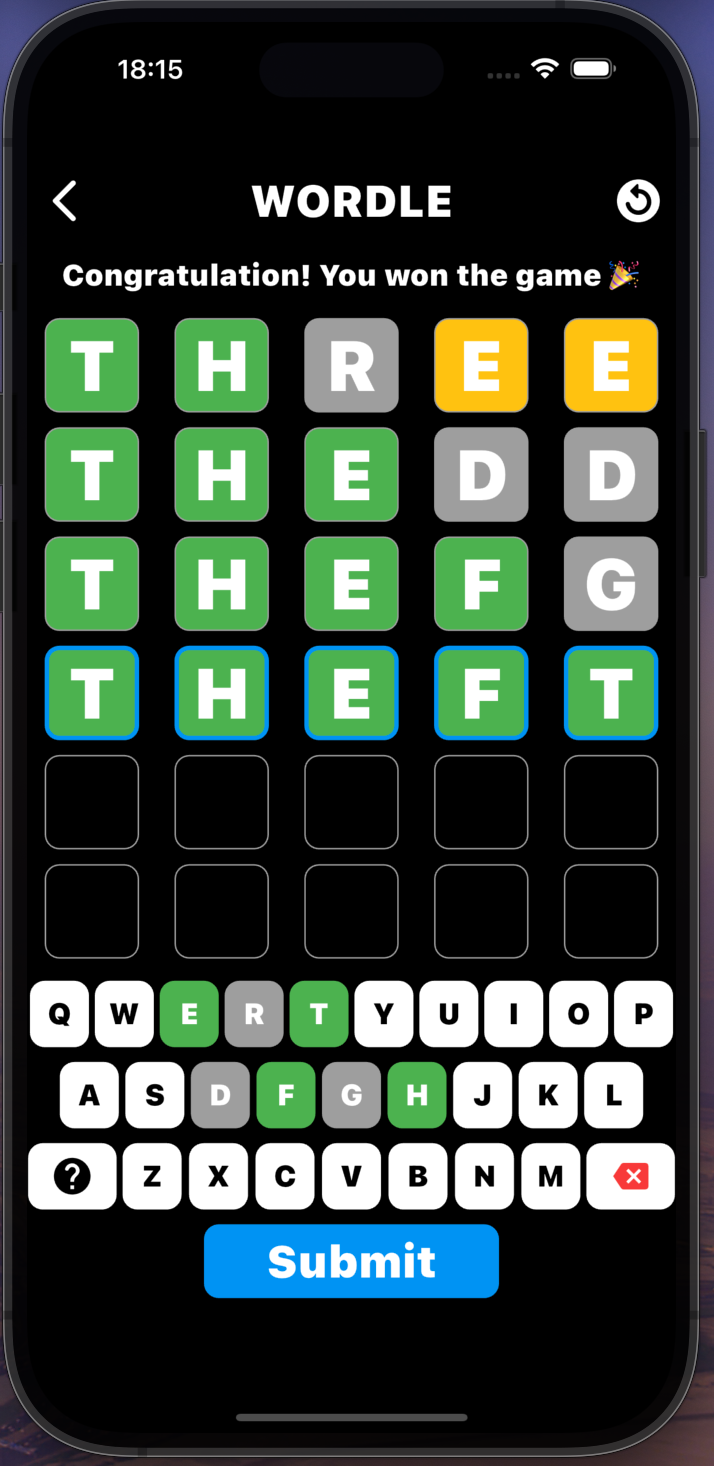 18:15
WORDLE
Congratulation! You won the game 🎉
T H R E E
T H E D D
T H E F G
T H E F T
Q W E R T Y U I O P
A S D F G H J K L
? Z X C V B N M
Submit